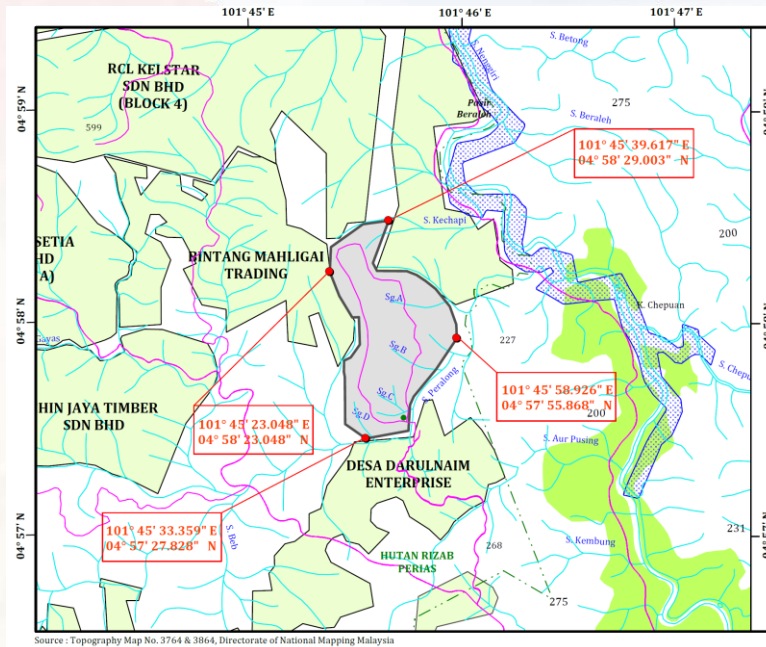 101° 45' E
101° 46' E
101° 47' E
04° 59' N
04° 58' N
04° 57' N
RCL KELSTAR
SDN BHD
(BLOCK 4)
599
S. Nenggiri
S. Betong
275
Pasir
Beraleh
S. Beraleh
101° 45' 39.617" E
04° 58' 29.003" N
SETIA
HD
A)
BINTANG MAHLIGAI
TRADING
S. Kechapi
200
Sg.A
K. Chepuan
Gayas
Sg.B
227
S. Chepu
S. Peralong
101° 45' 58.926" E
04° 57' 55.868" N
HIN JAYA TIMBER
SDN BHD
101° 45' 23.048" E
04° 58' 23.048" N
Sg.C
Sg.D
200
S. Aur Pusing
DESA DARULNAIM
ENTERPRISE
101° 45' 33.359" E
04° 57' 27.828" N
S. Beb
231
HUTAN RIZAB
PERIAS
268
S. Kembung
275
04° 57' N
Source : Topography Map No. 3764 & 3864, Directorate of National Mapping Malaysia